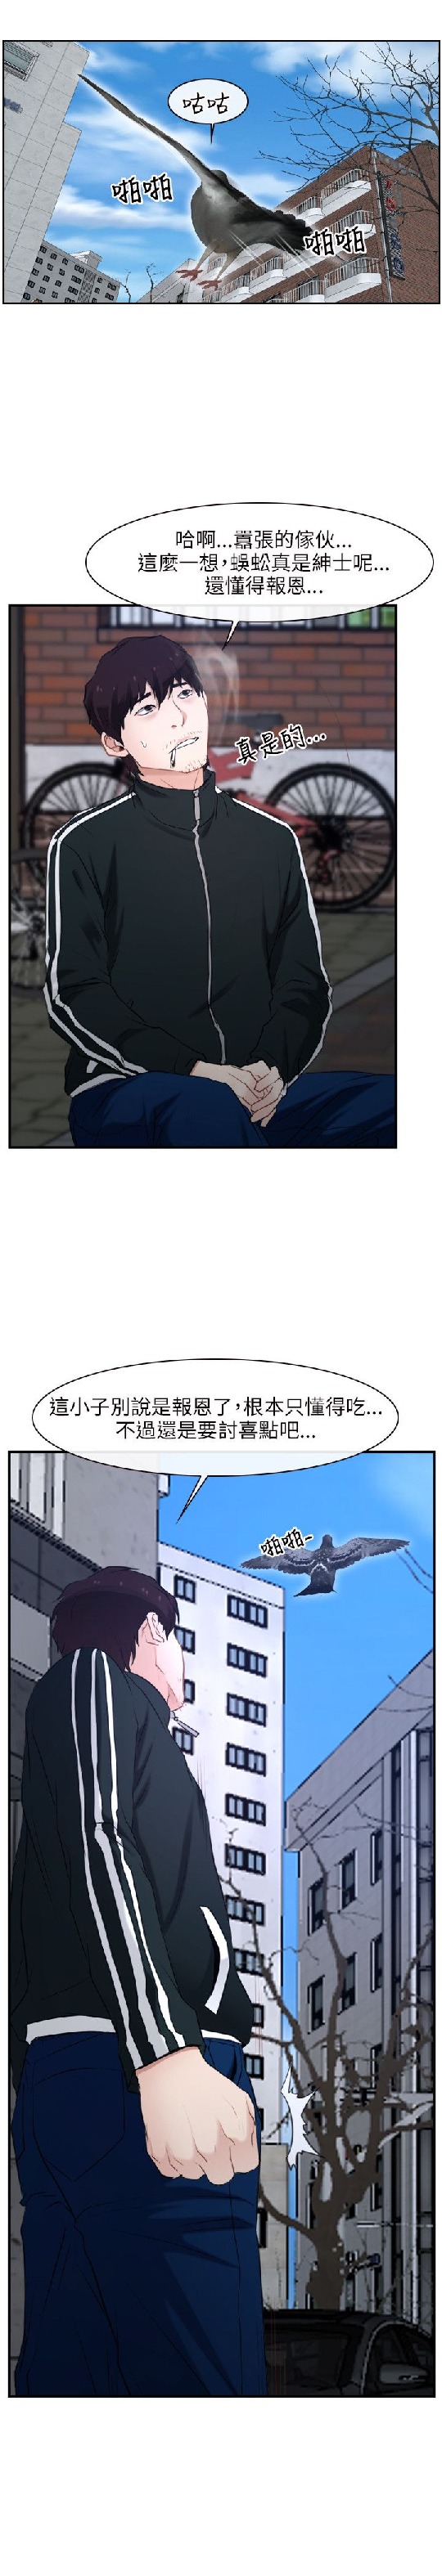 咕咕
啪啪
啪啪
哈啊...囂張的傢伙...
這麼一想,蜈蚣真是紳士呢...
還懂得報恩...
真是的...
這小子別說是報恩了,根本只懂得吃...
不過還是要討喜點吧...
啪啪~